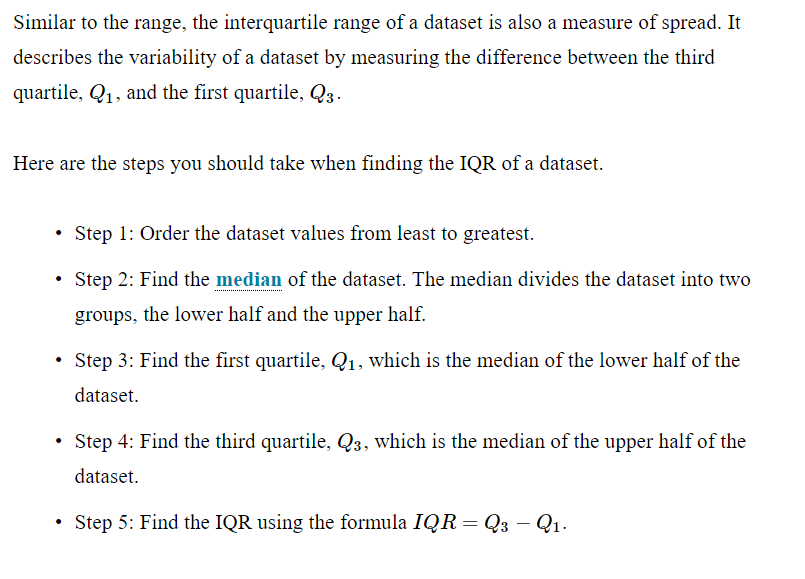 Similar to the range, the interquartile range of a dataset is also a measure of spread. It
describes the variability of a dataset by measuring the difference between the third
quartile, Q₁, and the first quartile, Q₃.
Here are the steps you should take when finding the IQR of a dataset.
• Step 1: Order the dataset values from least to greatest.
• Step 2: Find the median of the dataset. The median divides the dataset into two
groups, the lower half and the upper half.
• Step 3: Find the first quartile, Q₁, which is the median of the lower half of the
dataset.
• Step 4: Find the third quartile, Q₃, which is the median of the upper half of the
dataset.
• Step 5: Find the IQR using the formula IQR = Q₃ − Q₁.